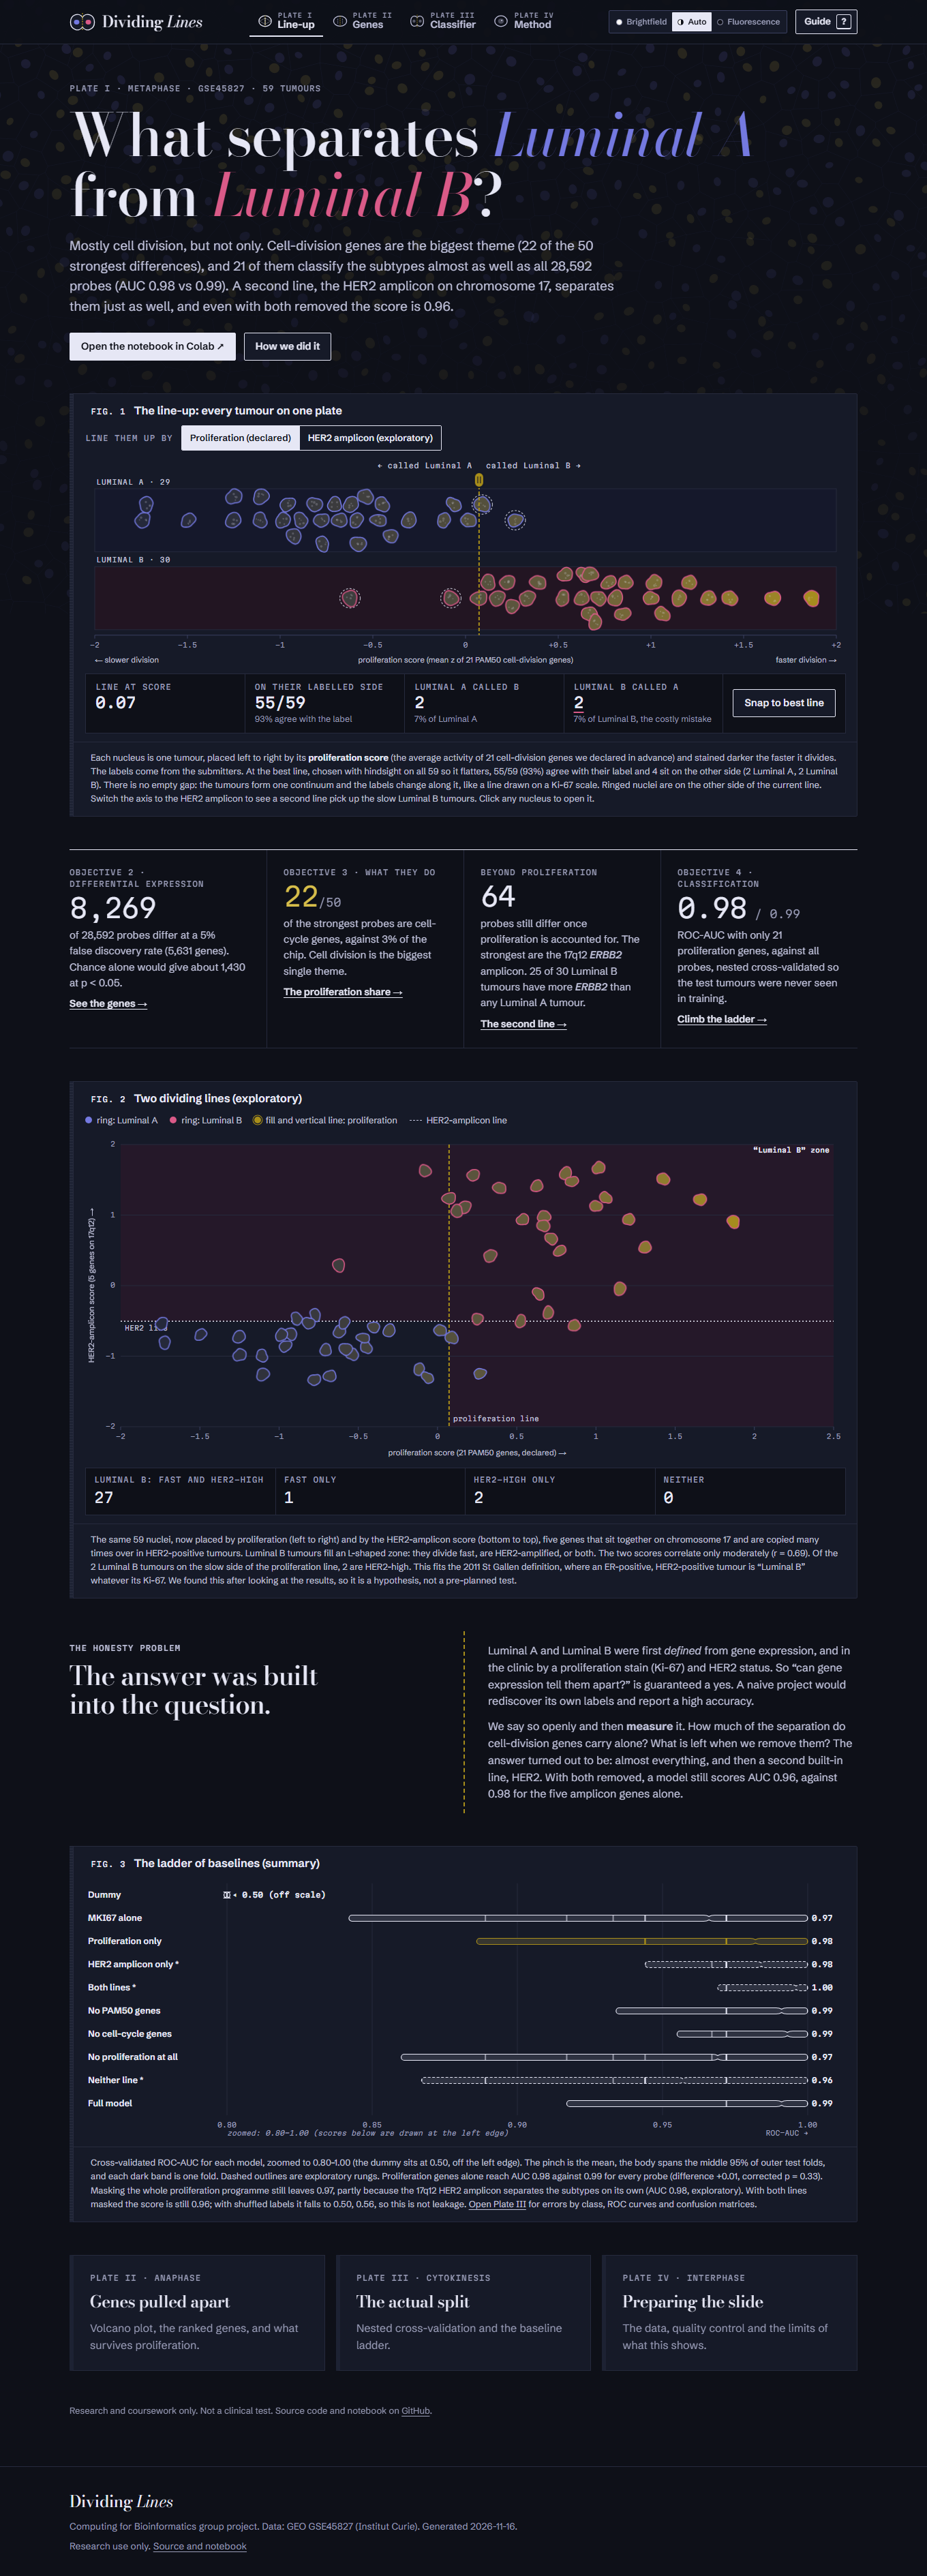 Dividing Lines
PLATE I
Line-up
PLATE II
Genes
PLATE III
Classifier
PLATE IV
Method
Brightfield
Auto
Fluorescence
Guide ?
PLATE I · METAPHASE · GSE45827 · 59 TUMOURS
What separates Luminal A
from Luminal B?
Mostly cell division, but not only. Cell-division genes are the biggest theme (22 of the 50
strongest differences), and 21 of them classify the subtypes almost as well as all 28,592
probes (AUC 0.98 vs 0.99). A second line, the HER2 amplicon on chromosome 17, separates
them just as well, and even with both removed the score is 0.96.
Open the notebook in Colab ↗
How we did it
FIG. 1 The line-up: every tumour on one plate
LINE THEM UP BY
Proliferation (declared)
HER2 amplicon (exploratory)
← called Luminal A
called Luminal B →
LUMINAL A · 29
LUMINAL B · 30
−2 −1.5 −1 −0.5 0 +0.5 +1 +1.5 +2
← slower division
proliferation score (mean z of 21 PAM50 cell-division genes)
faster division →
LINE AT SCORE
0.07
ON THEIR LABELLED SIDE
55/59
93% agree with the label
LUMINAL A CALLED B
2
7% of Luminal A
LUMINAL B CALLED A
2
7% of Luminal B, the costly mistake
Snap to best line
Each nucleus is one tumour, placed left to right by its proliferation score (the average activity of 21 cell-division genes we declared in advance) and stained darker the faster it divides.
The labels come from the submitters. At the best line, chosen with hindsight on all 59 so it flatters, 55/59 (93%) agree with their label and 4 sit on the other side (2 Luminal A, 2 Luminal
B). There is no empty gap: the tumours form one continuum and the labels change along it, like a line drawn on a Ki-67 scale. Ringed nuclei are on the other side of the current line.
Switch the axis to the HER2 amplicon to see a second line pick up the slow Luminal B tumours. Click any nucleus to open it.
OBJECTIVE 2 ·
DIFFERENTIAL EXPRESSION
8,269
of 28,592 probes differ at a 5%
false discovery rate (5,631 genes).
Chance alone would give about 1,430
at p < 0.05.
See the genes →
OBJECTIVE 3 · WHAT THEY DO
22/50
of the strongest probes are cell-
cycle genes, against 3% of the
chip. Cell division is the biggest
single theme.
The proliferation share →
BEYOND PROLIFERATION
64
probes still differ once
proliferation is accounted for. The
strongest are the 17q12 ERBB2
amplicon. 25 of 30 Luminal B
tumours have more ERBB2 than
any Luminal A tumour.
The second line →
OBJECTIVE 4 ·
CLASSIFICATION
0.98 / 0.99
ROC-AUC with only 21
proliferation genes, against all
probes, nested cross-validated so
the test tumours were never seen
in training.
Climb the ladder →
FIG. 2 Two dividing lines (exploratory)
ring: Luminal A
ring: Luminal B
fill and vertical line: proliferation
HER2-amplicon line
"Luminal B" zone
2
1
0
−1
−2
HER2-amplicon score (5 genes on 17q12) →
proliferation line
−2 −1.5 −1 −0.5 0 0.5 1 1.5 2 2.5
proliferation score (21 PAM50 genes, declared) →
LUMINAL B: FAST AND HER2-HIGH
27
FAST ONLY
1
HER2-HIGH ONLY
2
NEITHER
0
The same 59 nuclei, now placed by proliferation (left to right) and by the HER2-amplicon score (bottom to top), five genes that sit together on chromosome 17 and are copied many
times over in HER2-positive tumours. Luminal B tumours fill an L-shaped zone: they divide fast, are HER2-amplified, or both. The two scores correlate only moderately (r = 0.69). Of the
2 Luminal B tumours on the slow side of the proliferation line, 2 are HER2-high. This fits the 2011 St Gallen definition, where an ER-positive, HER2-positive tumour is “Luminal B”
whatever its Ki-67. We found this after looking at the results, so it is a hypothesis, not a pre-planned test.
THE HONESTY PROBLEM
The answer was built
into the question.
Luminal A and Luminal B were first defined from gene expression, and in
the clinic by a proliferation stain (Ki-67) and HER2 status. So “can gene
expression tell them apart?” is guaranteed a yes. A naive project would
rediscover its own labels and report a high accuracy.
We say so openly and then measure it. How much of the separation do
cell-division genes carry alone? What is left when we remove them? The
answer turned out to be: almost everything, and then a second built-in
line, HER2. With both removed, a model still scores AUC 0.96, against
0.98 for the five amplicon genes alone.
FIG. 3 The ladder of baselines (summary)
Dummy ◂ 0.50 (off scale)
MKI67 alone 0.97
Proliferation only 0.98
HER2 amplicon only * 0.98
Both lines * 1.00
No PAM50 genes 0.99
No cell-cycle genes 0.99
No proliferation at all 0.97
Neither line * 0.96
Full model 0.99
0.80 0.85 0.90 0.95 1.00
zoomed: 0.80–1.00 (scores below are drawn at the left edge)
ROC-AUC →
Cross-validated ROC-AUC for each model, zoomed to 0.80-1.00 (the dummy sits at 0.50, off the left edge). The pinch is the mean, the body spans the middle 95% of outer test folds,
and each dark band is one fold. Dashed outlines are exploratory rungs. Proliferation genes alone reach AUC 0.98 against 0.99 for every probe (difference +0.01, corrected p = 0.33).
Masking the whole proliferation programme still leaves 0.97, partly because the 17q12 HER2 amplicon separates the subtypes on its own (AUC 0.98, exploratory). With both lines
masked the score is still 0.96; with shuffled labels it falls to 0.50, 0.56, so this is not leakage. Open Plate III for errors by class, ROC curves and confusion matrices.
PLATE II · ANAPHASE
Genes pulled apart
Volcano plot, the ranked genes, and what
survives proliferation.
PLATE III · CYTOKINESIS
The actual split
Nested cross-validation and the baseline
ladder.
PLATE IV · INTERPHASE
Preparing the slide
The data, quality control and the limits of
what this shows.
Research and coursework only. Not a clinical test. Source code and notebook on GitHub.
Dividing Lines
Computing for Bioinformatics group project. Data: GEO GSE45827 (Institut Curie). Generated 2026-11-16.
Research use only. Source and notebook